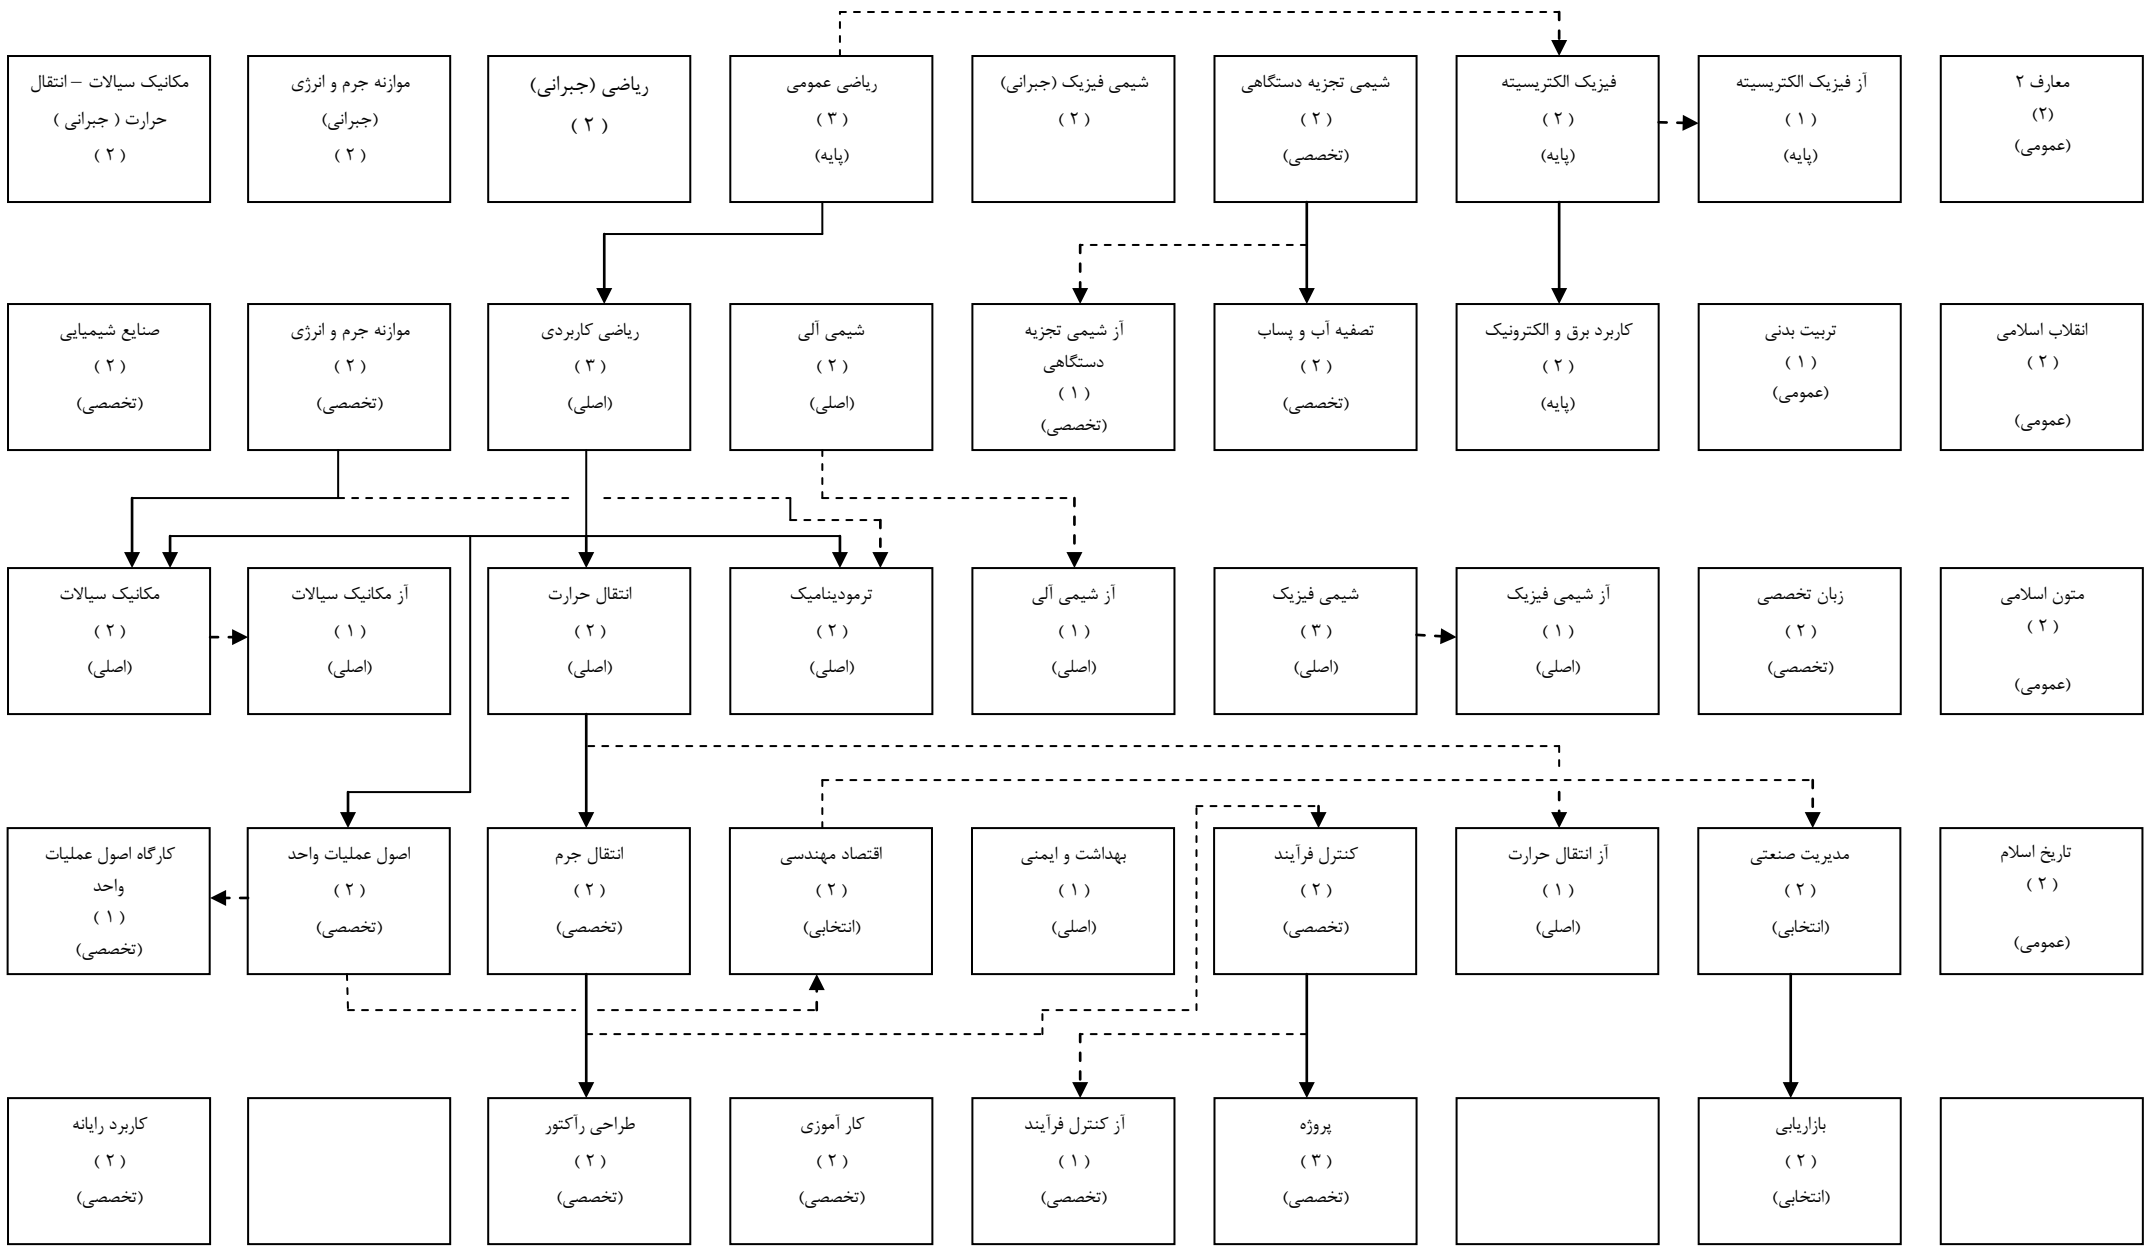 معارف ۲
(۲)
(عمومی)
آز فیزیک الکتریسیته
( ۱ )
(پایه)
فیزیک الکتریسیته
( ۲ )
(پایه)
شیمی تجزیه دستگاهی
( ۲ )
(تخصصی)
شیمی فیزیک (جبرانی)
( ۲ )
ریاضی عمومی
( ۳ )
(پایه)
ریاضی (جبرانی)
( ۲ )
موازنه جرم و انرژی
(جبرانی)
( ۲ )
مکانیک سیالات – انتقال
حرارت ( جبرانی )
( ۲ )
انقلاب اسلامی
( ۲ )
(عمومی)
تربیت بدنی
( ۱ )
(عمومی)
کاربرد برق و الکترونیک
( ۲ )
(پایه)
تصفیه آب و پساب
( ۲ )
(تخصصی)
آز شیمی تجزیه
دستگاهی
( ۱ )
(تخصصی)
شیمی آلی
( ۲ )
(اصلی)
ریاضی کاربردی
( ۳ )
(اصلی)
موازنه جرم و انرژی
( ۲ )
(تخصصی)
صنایع شیمیایی
( ۲ )
(تخصصی)
متون اسلامی
( ۲ )
(عمومی)
زبان تخصصی
( ۲ )
(تخصصی)
آز شیمی فیزیک
( ۱ )
(اصلی)
شیمی فیزیک
( ۳ )
(اصلی)
آز شیمی آلی
( ۱ )
(اصلی)
ترمودینامیک
( ۲ )
(اصلی)
انتقال حرارت
( ۲ )
(اصلی)
آز مکانیک سیالات
( ۱ )
(اصلی)
مکانیک سیالات
( ۲ )
(اصلی)
تاریخ اسلام
( ۲ )
(عمومی)
مدیریت صنعتی
( ۲ )
(انتخابی)
آز انتقال حرارت
( ۱ )
(اصلی)
کنترل فرآیند
( ۲ )
(تخصصی)
بهداشت و ایمنی
( ۱ )
(اصلی)
اقتصاد مهندسی
( ۲ )
(انتخابی)
انتقال جرم
( ۲ )
(تخصصی)
اصول عملیات واحد
( ۲ )
(تخصصی)
کارگاه اصول عملیات
واحد
( ۱ )
(تخصصی)
بازاریابی
( ۲ )
(انتخابی)
پروژه
( ۳ )
(تخصصی)
آز کنترل فرآیند
( ۱ )
(تخصصی)
کار آموزی
( ۲ )
(تخصصی)
طراحی رآکتور
( ۲ )
(تخصصی)
کاربرد رایانه
( ۲ )
(تخصصی)